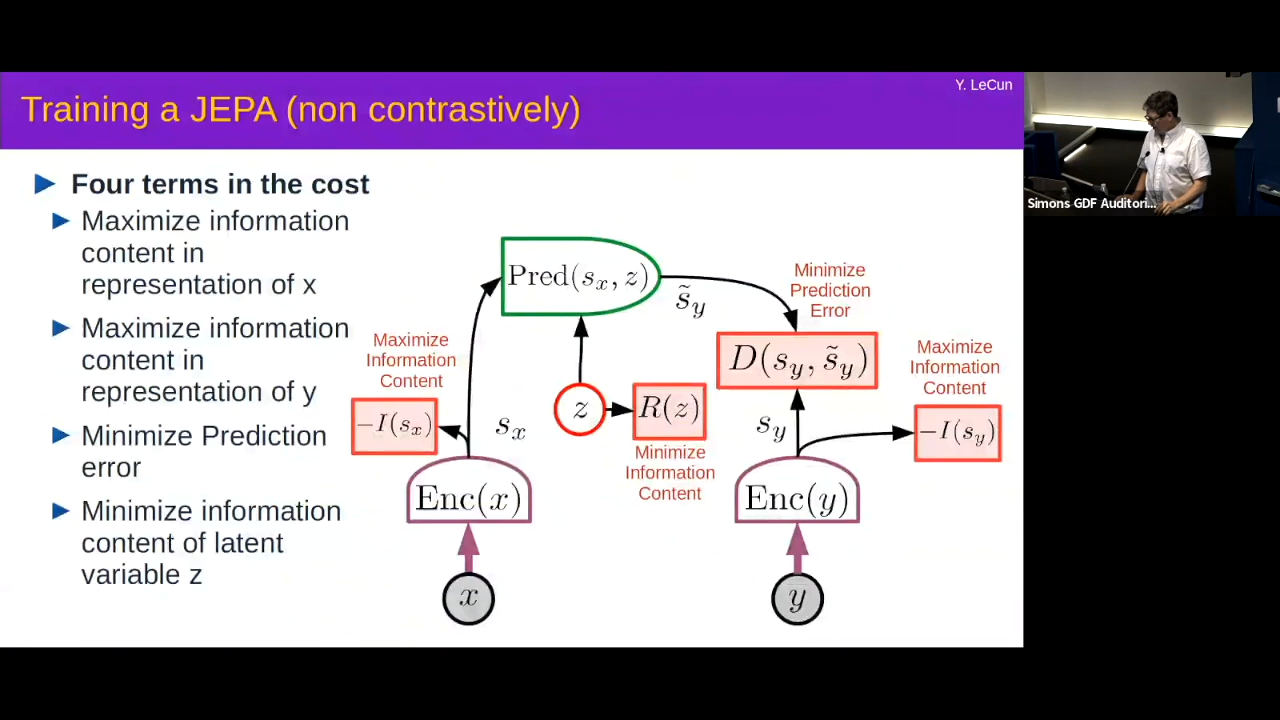 Y. LeCun
Training a JEPA (non contrastively)
Four terms in the cost
Maximize information
content in
representation of x
Maximize information
content in
representation of y
Minimize Prediction
error
Minimize information
content of latent
variable z
Pred(s_x, z)
s̃_y
Minimize
Prediction
Error
D(s_y, s̃_y)
Maximize
Information
Content
−I(s_x)
s_x
z
R(z)
Minimize
Information
Content
s_y
Maximize
Information
Content
−I(s_y)
Enc(x)
Enc(y)
x
y
Simons GDF Auditori...